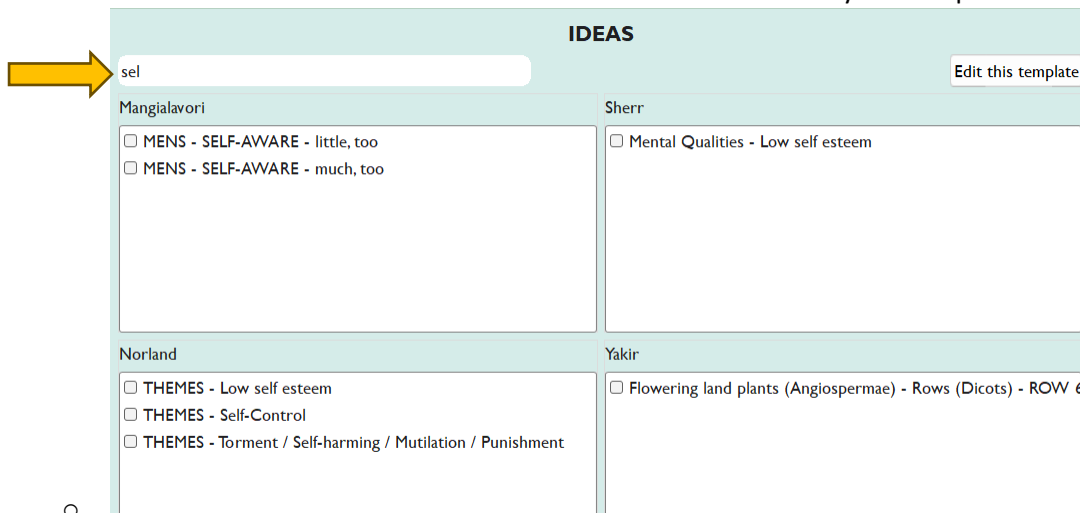 IDEAS
sel
Edit this template
Mangialavori
MENS - SELF-AWARE - little, too
MENS - SELF-AWARE - much, too
Sherr
Mental Qualities - Low self esteem
Norland
THEMES - Low self esteem
THEMES - Self-Control
THEMES - Torment / Self-harming / Mutilation / Punishment
Yakir
Flowering land plants (Angiospermae) - Rows (Dicots) - ROW